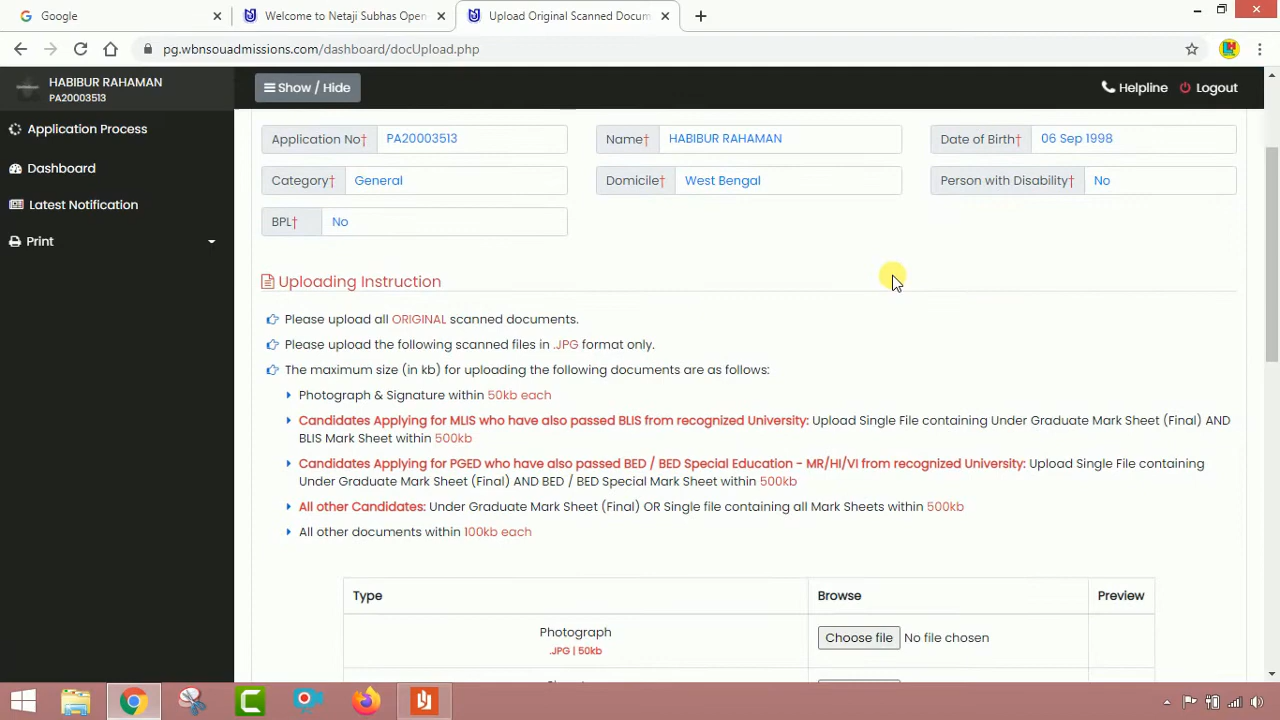 Google
Welcome to Netaji Subhas Open
Upload Original Scanned Docum
pg.wbnsouadmissions.com/dashboard/docUpload.php
HABIBUR RAHAMAN
PA20003513
Show / Hide
Helpline
Logout
Application Process
Dashboard
Latest Notification
Print
Application No† PA20003513
Name† HABIBUR RAHAMAN
Date of Birth† 06 Sep 1998
Category† General
Domicile† West Bengal
Person with Disability† No
BPL† No
Uploading Instruction
Please upload all ORIGINAL scanned documents.
Please upload the following scanned files in .JPG format only.
The maximum size (in kb) for uploading the following documents are as follows:
Photograph & Signature within 50kb each
Candidates Applying for MLIS who have also passed BLIS from recognized University: Upload Single File containing Under Graduate Mark Sheet (Final) AND
BLIS Mark Sheet within 500kb
Candidates Applying for PGED who have also passed BED / BED Special Education - MR/HI/VI from recognized University: Upload Single File containing
Under Graduate Mark Sheet (Final) AND BED / BED Special Mark Sheet within 500kb
All other Candidates: Under Graduate Mark Sheet (Final) OR Single file containing all Mark Sheets within 500kb
All other documents within 100kb each
Type Browse Preview
Photograph
.JPG | 50kb
Choose file No file chosen